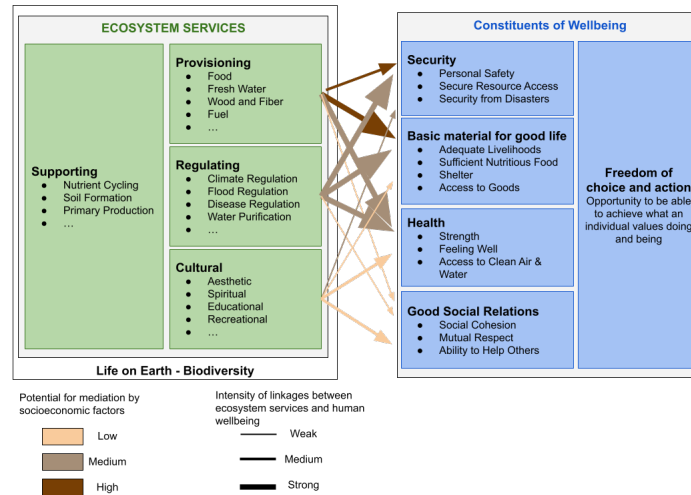 ECOSYSTEM SERVICES
Supporting
● Nutrient Cycling
● Soil Formation
● Primary Production
● …
Provisioning
● Food
● Fresh Water
● Wood and Fiber
● Fuel
● …
Regulating
● Climate Regulation
● Flood Regulation
● Disease Regulation
● Water Purification
● …
Cultural
● Aesthetic
● Spiritual
● Educational
● Recreational
● …
Life on Earth - Biodiversity
Constituents of Wellbeing
Security
● Personal Safety
● Secure Resource Access
● Security from Disasters
Basic material for good life
● Adequate Livelihoods
● Sufficient Nutritious Food
● Shelter
● Access to Goods
Health
● Strength
● Feeling Well
● Access to Clean Air &
Water
Good Social Relations
● Social Cohesion
● Mutual Respect
● Ability to Help Others
Freedom of
choice and action
Opportunity to be able
to achieve what an
individual values doing
and being
Potential for mediation by
socioeconomic factors
Low
Medium
High
Intensity of linkages between
ecosystem services and human
wellbeing
Weak
Medium
Strong